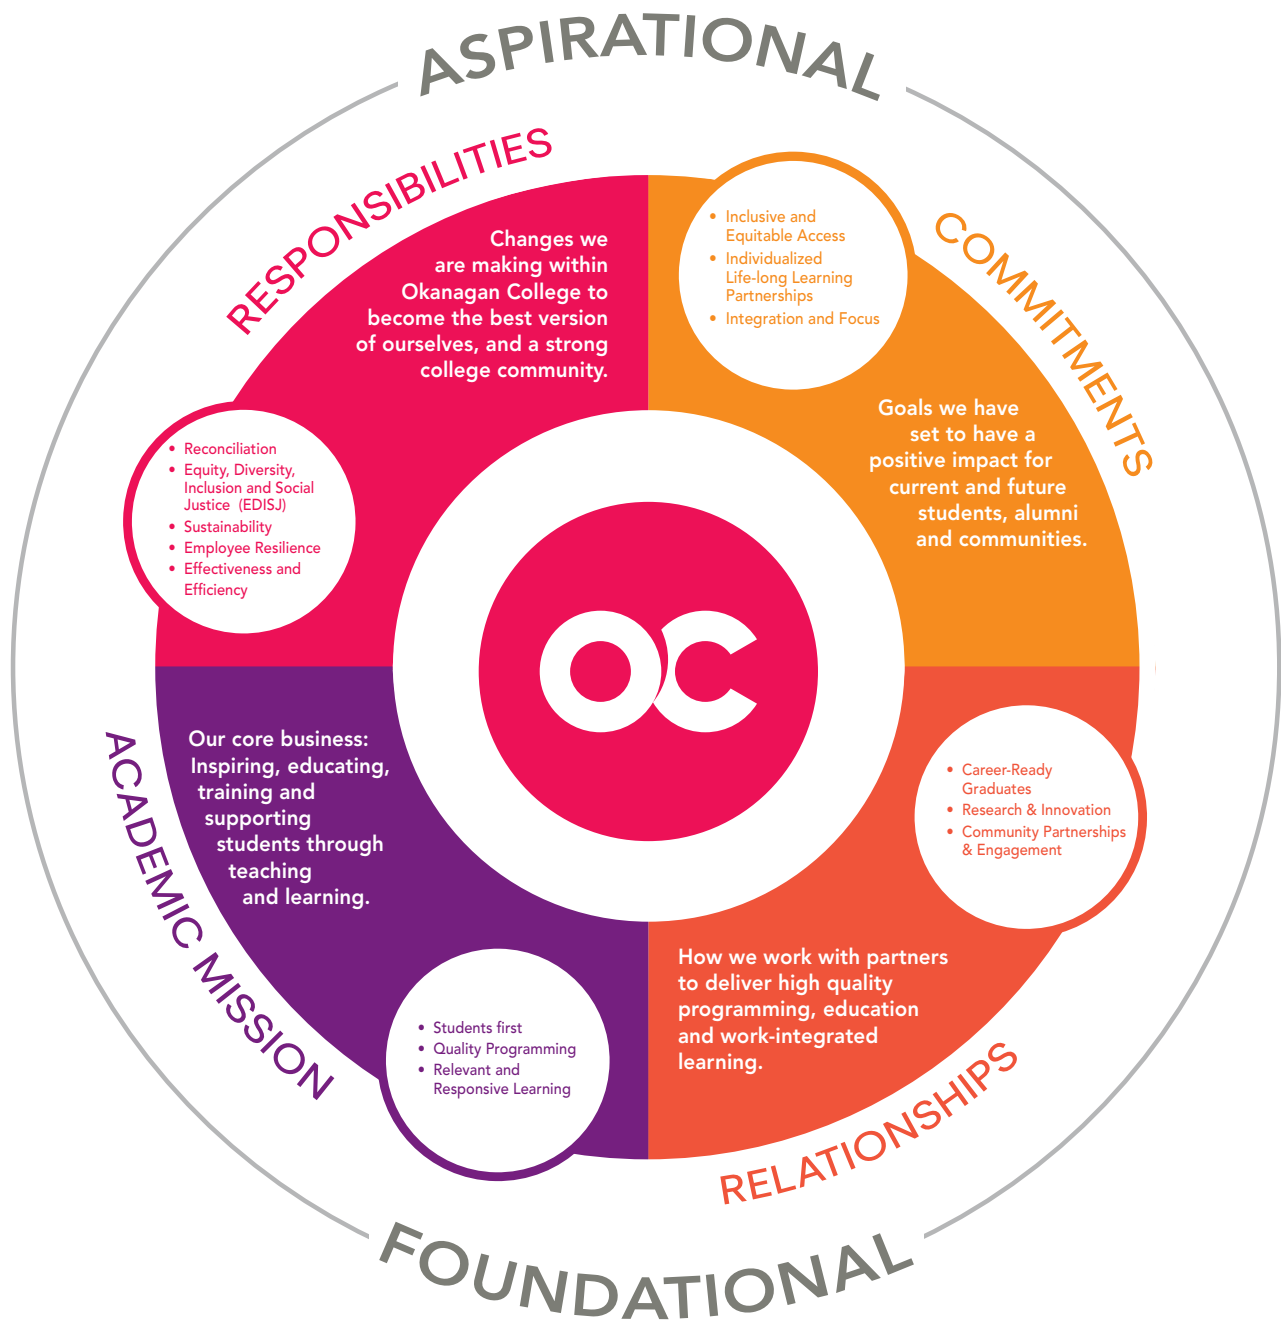 ASPIRATIONAL
RESPONSIBILITIES
Changes we
are making within
Okanagan College to
become the best version
of ourselves, and a strong
college community.
• Reconciliation
• Equity, Diversity,
Inclusion and Social
Justice (EDISJ)
• Sustainability
• Employee Resilience
• Effectiveness and
Efficiency
COMMITMENTS
• Inclusive and
Equitable Access
• Individualized
Life-long Learning
Partnerships
• Integration and Focus
Goals we have
set to have a
positive impact for
current and future
students, alumni
and communities.
OC
ACADEMIC MISSION
Our core business:
Inspiring, educating,
training and
supporting
students through
teaching
and learning.
• Students first
• Quality Programming
• Relevant and
Responsive Learning
• Career-Ready
Graduates
• Research & Innovation
• Community Partnerships
& Engagement
How we work with partners
to deliver high quality
programming, education
and work-integrated
learning.
RELATIONSHIPS
FOUNDATIONAL